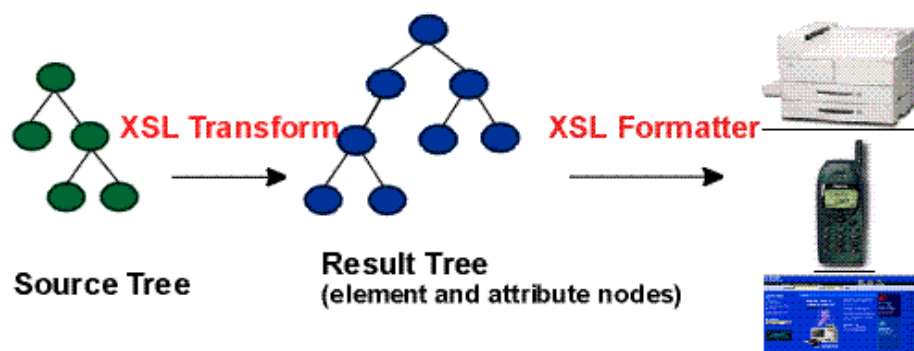 XSL Transform
XSL Formatter
Source Tree
Result Tree
(element and attribute nodes)